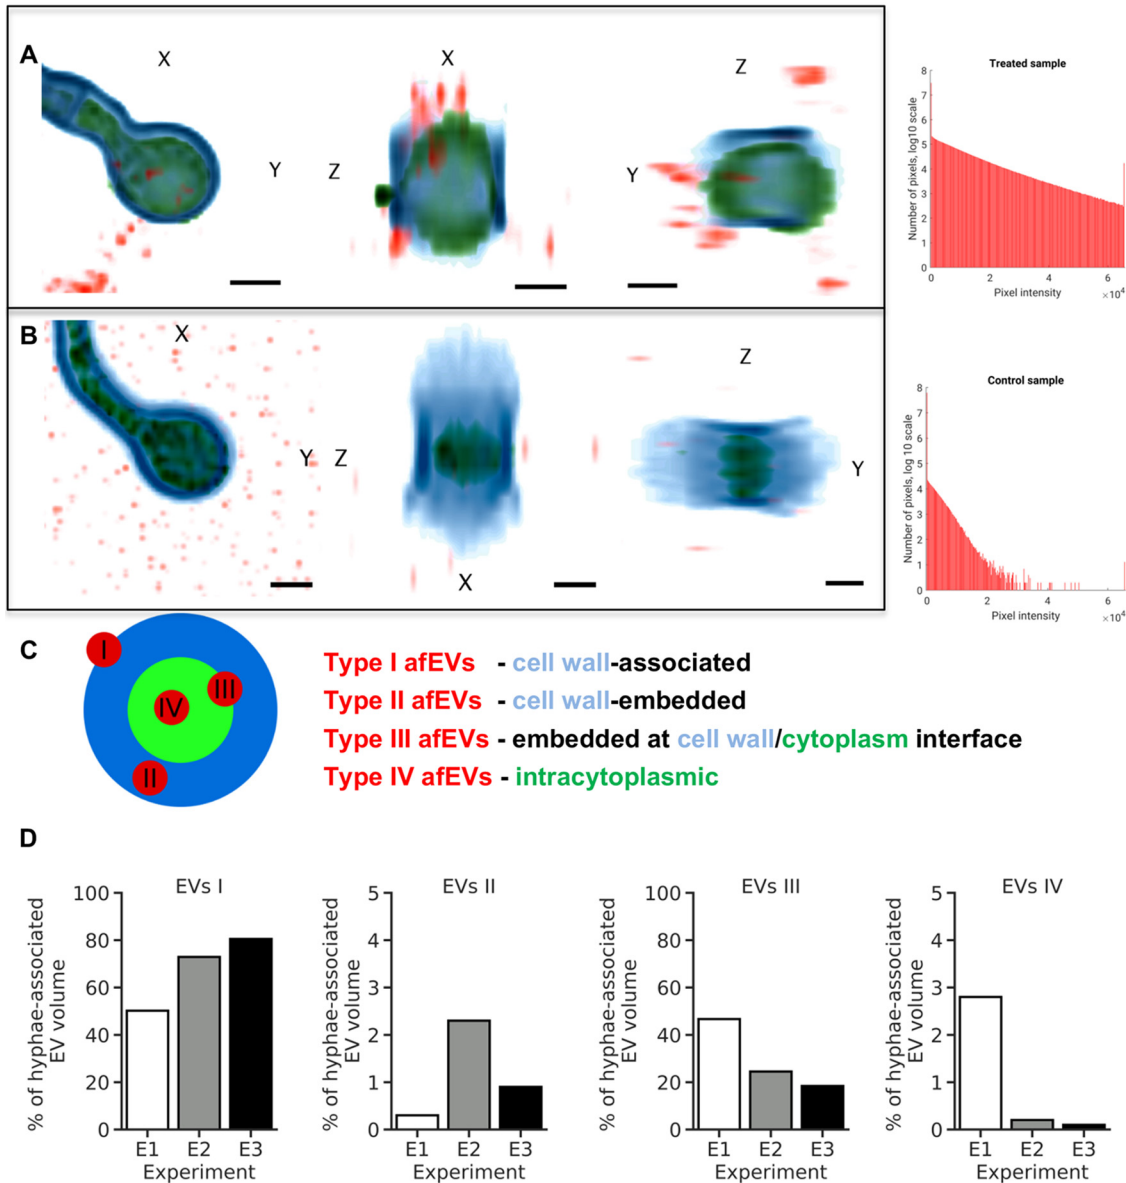 A
X
Y
Z
X
Z
Y
Treated sample
Number of pixels, log10 scale
8
7
6
5
4
3
2
1
0
0 2 4 6
×10⁴
Pixel intensity
B
X
Y
Z
X
Z
Y
Control sample
Number of pixels, log 10 scale
8
7
6
5
4
3
2
1
0
0 2 4 6
×10⁴
Pixel intensity
C
I
II
III
IV
Type I afEVs - cell wall-associated
Type II afEVs - cell wall-embedded
Type III afEVs - embedded at cell wall/cytoplasm interface
Type IV afEVs - intracytoplasmic
D
EVs I
% of hyphae-associated
EV volume
100
80
60
40
20
0
E1 E2 E3
Experiment
EVs II
% of hyphae-associated
EV volume
5
4
3
2
1
0
E1 E2 E3
Experiment
EVs III
% of hyphae-associated
EV volume
100
80
60
40
20
0
E1 E2 E3
Experiment
EVs IV
% of hyphae-associated
EV volume
5
4
3
2
1
0
E1 E2 E3
Experiment